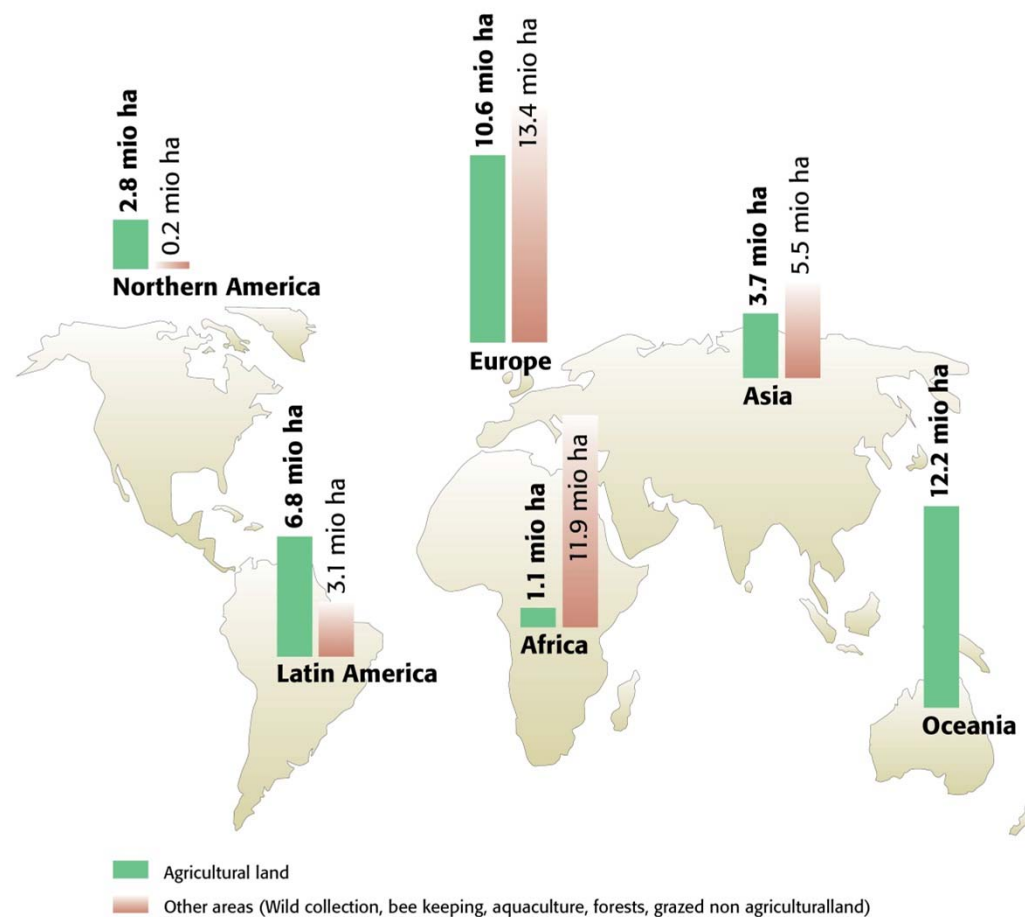 2.8 mio ha
0.2 mio ha
Northern America
10.6 mio ha
13.4 mio ha
Europe
3.7 mio ha
5.5 mio ha
Asia
6.8 mio ha
3.1 mio ha
Latin America
1.1 mio ha
11.9 mio ha
Africa
12.2 mio ha
Oceania
Agricultural land
Other areas (Wild collection, bee keeping, aquaculture, forests, grazed non agriculturalland)